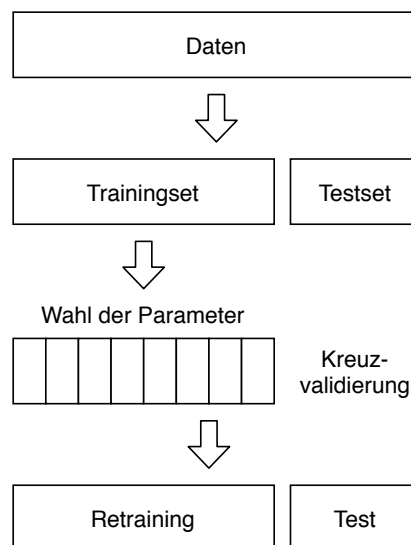 Daten
Trainingset
Testset
Wahl der Parameter
Kreuz-
validierung
Retraining
Test